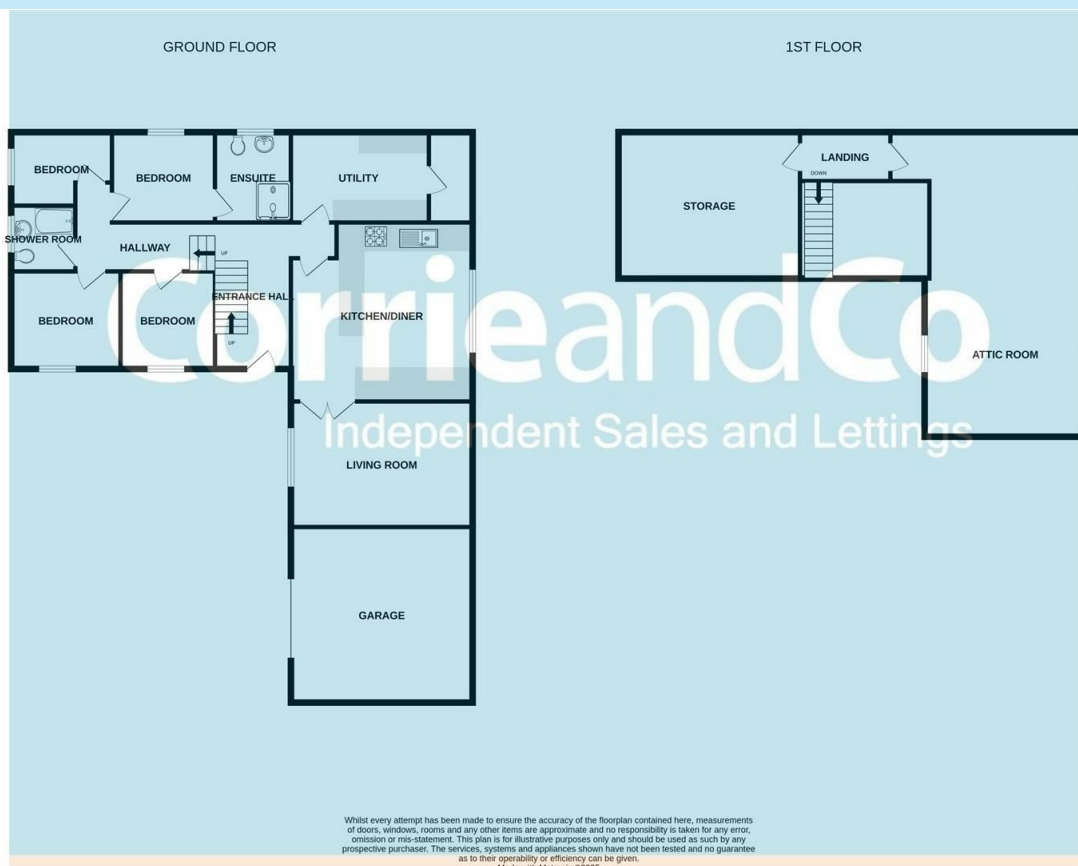 GROUND FLOOR
1ST FLOOR
BEDROOM
BEDROOM
ENSUITE
UTILITY
SHOWER ROOM
HALLWAY
UP
ENTRANCE HALL
BEDROOM
BEDROOM
UP
KITCHEN/DINER
LIVING ROOM
GARAGE
LANDING
DOWN
STORAGE
ATTIC ROOM
CorrieandCo
Independent Sales and Lettings
Whilst every attempt has been made to ensure the accuracy of the floorplan contained here, measurements
of doors, windows, rooms and any other items are approximate and no responsibility is taken for any error,
omission or mis-statement. This plan is for illustrative purposes only and should be used as such by any
prospective purchaser. The services, systems and appliances shown have not been tested and no guarantee
as to their operability or efficiency can be given.